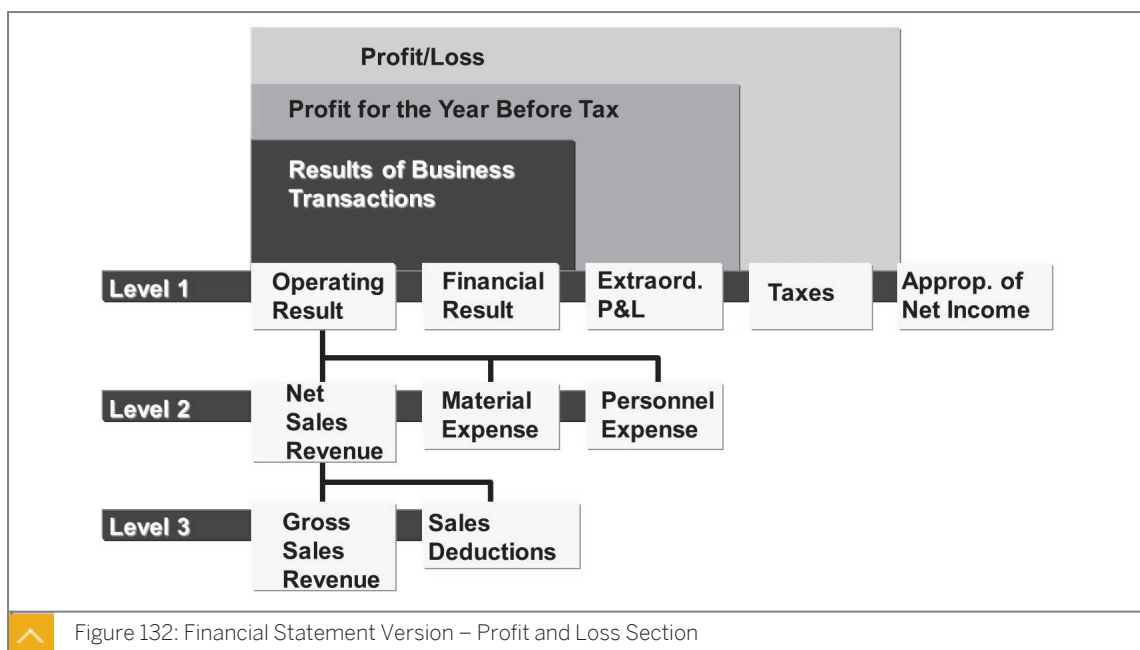 Profit/Loss
Profit for the Year Before Tax
Results of Business
Transactions
Level 1
Operating
Result
Financial
Result
Extraord.
P&L
Taxes
Approp. of
Net Income
Level 2
Net
Sales
Revenue
Material
Expense
Personnel
Expense
Level 3
Gross
Sales
Revenue
Sales
Deductions
Figure 132: Financial Statement Version – Profit and Loss Section